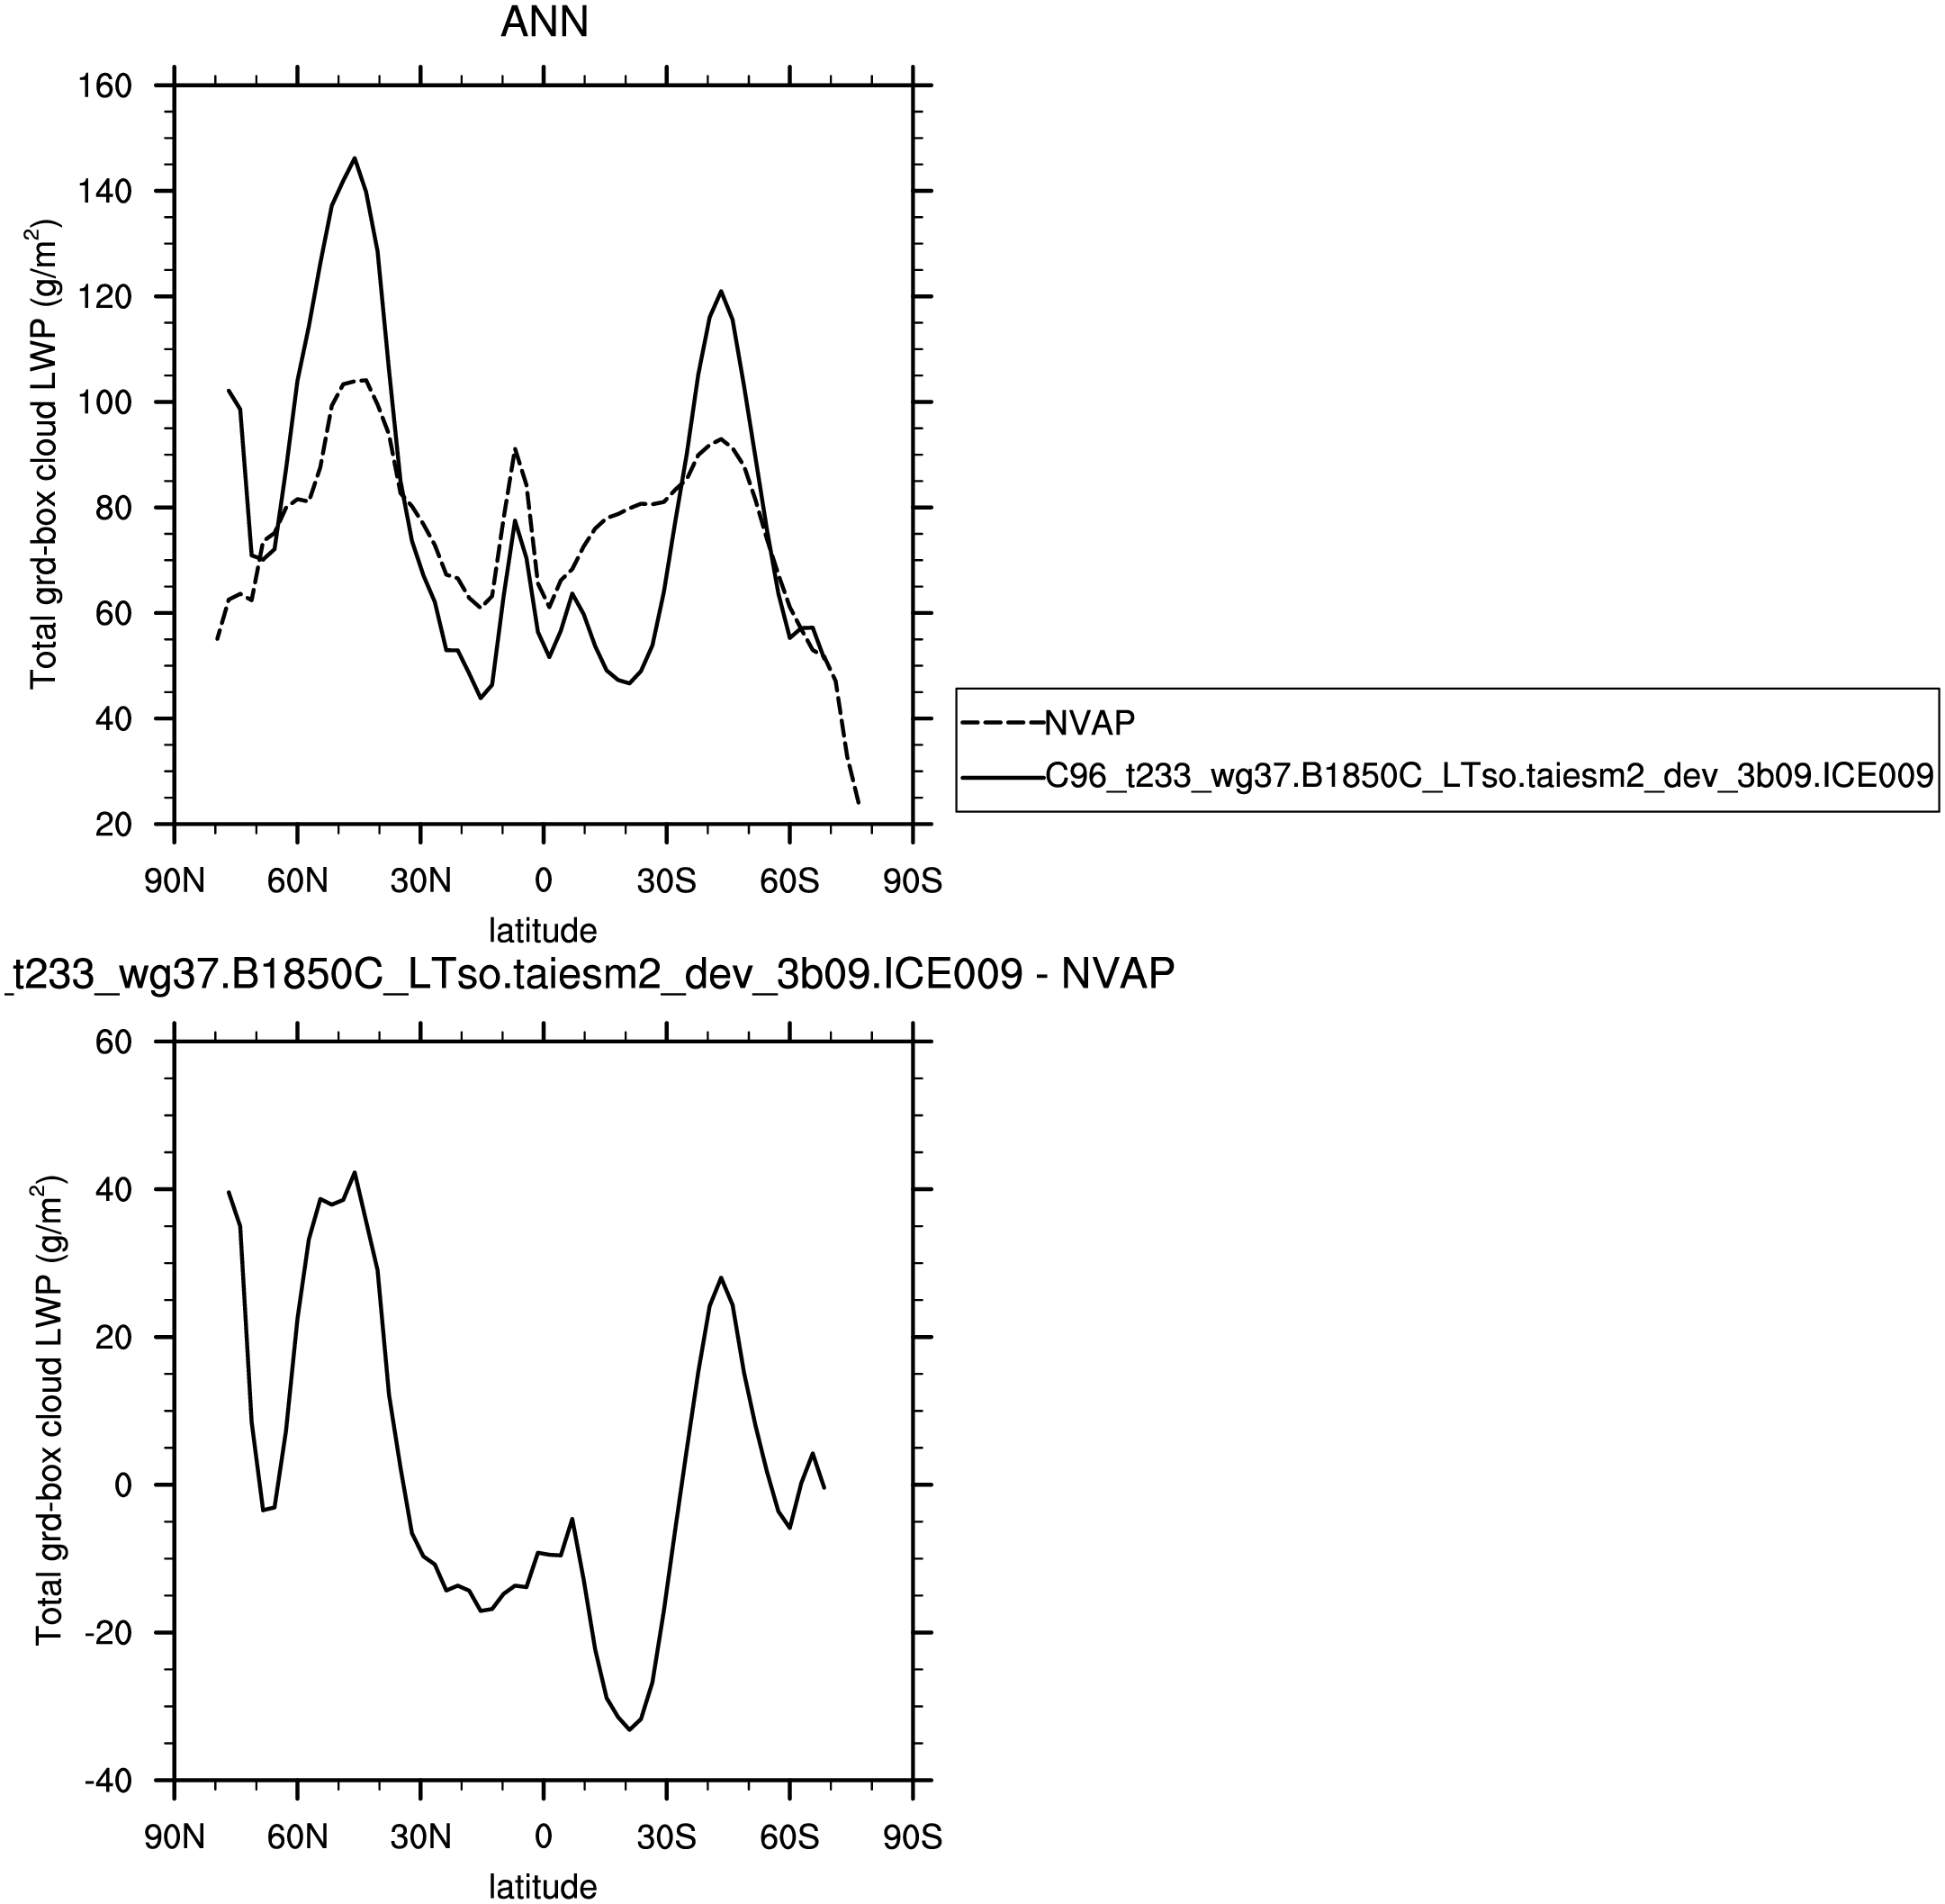 ANN
Total grd-box cloud LWP (g/m²)
160
140
120
100
80
60
40
20
90N 60N 30N 0 30S 60S 90S
latitude
NVAP
C96_t233_wg37.B1850C_LTso.taiesm2_dev_3b09.ICE009
_t233_wg37.B1850C_LTso.taiesm2_dev_3b09.ICE009 - NVAP
Total grd-box cloud LWP (g/m²)
60
40
20
0
-20
-40
90N 60N 30N 0 30S 60S 90S
latitude